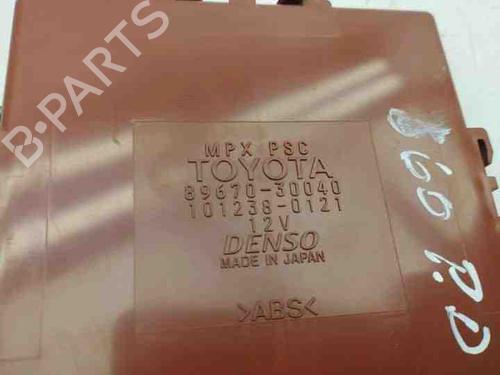 MPX PSC
TOYOTA
89670-30040
101238-0121
12V
DENSO
MADE IN JAPAN
>ABS<
B-PARTS